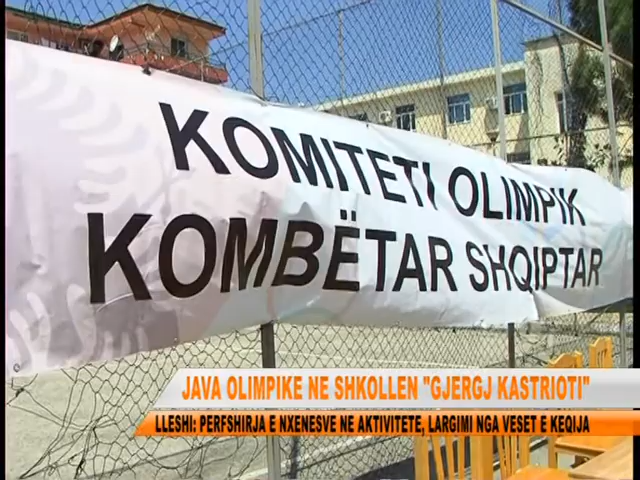 KOMITETI OLIMPIK
KOMBËTAR SHQIPTAR
JAVA OLIMPIKE NE SHKOLLEN "GJERGJ KASTRIOTI"
LLESHI: PERFSHIRJA E NXENESVE NE AKTIVITETE, LARGIMI NGA VESET E KEQIJA